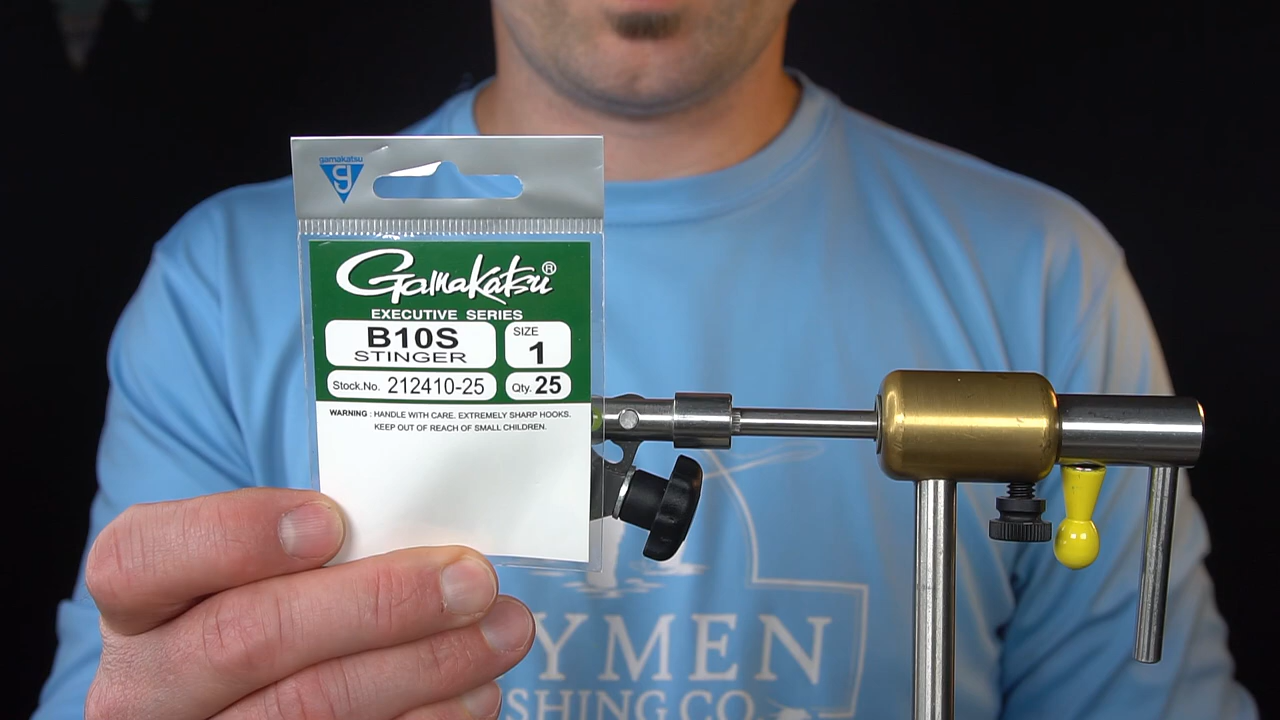 gamakatsu
g
Gamakatsu®
EXECUTIVE SERIES
B10S
STINGER
SIZE
1
Stock.No. 212410-25
Qty. 25
WARNING : HANDLE WITH CARE. EXTREMELY SHARP HOOKS.
KEEP OUT OF REACH OF SMALL CHILDREN.
YMEN
SHING CO.